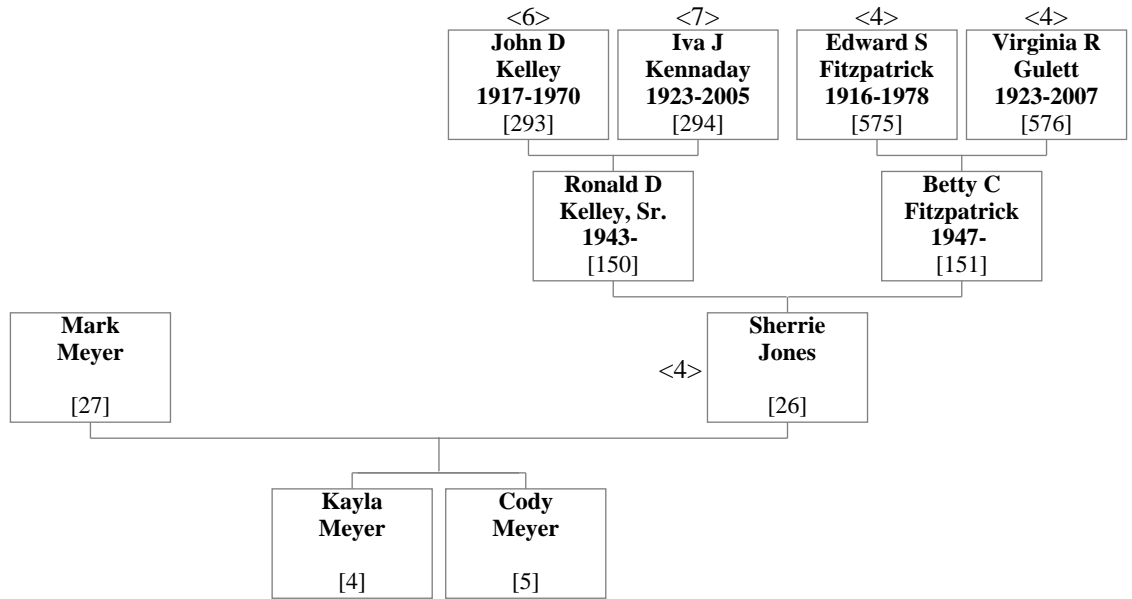 <6>
<7>
<4>
<4>
John D
Kelley
1917-1970
[293]
Iva J
Kennaday
1923-2005
[294]
Edward S
Fitzpatrick
1916-1978
[575]
Virginia R
Gulett
1923-2007
[576]
Ronald D
Kelley, Sr.
1943-
[150]
Betty C
Fitzpatrick
1947-
[151]
Mark
Meyer
[27]
<4>
Sherrie
Jones
[26]
Kayla
Meyer
[4]
Cody
Meyer
[5]